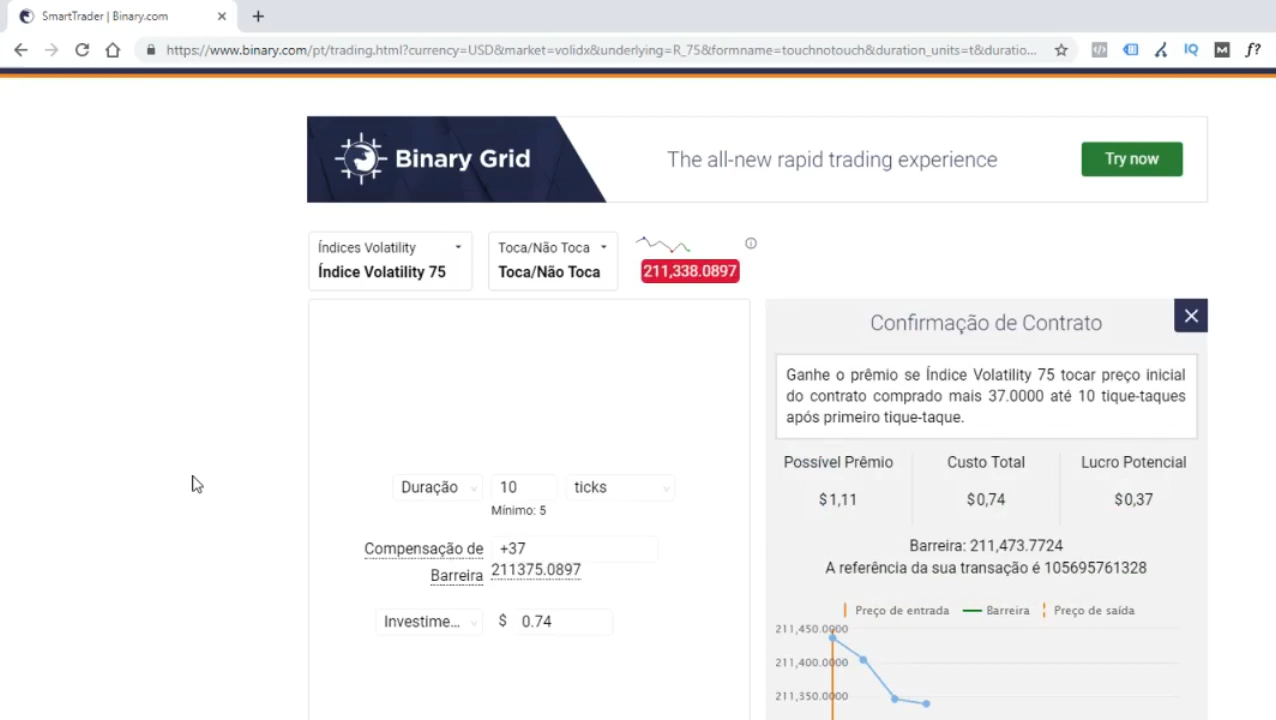 SmartTrader | Binary.com
https://www.binary.com/pt/trading.html?currency=USD&market=volidx&underlying=R_75&formname=touchnotouch&duration_units=t&duratio...
IQ
M
f?
Binary Grid
The all-new rapid trading experience
Try now
Índices Volatility
Índice Volatility 75
Toca/Não Toca
Toca/Não Toca
211,338.0897
Confirmação de Contrato
Ganhe o prêmio se Índice Volatility 75 tocar preço inicial
do contrato comprado mais 37.0000 até 10 tique-taques
após primeiro tique-taque.
Possível Prêmio
Custo Total
Lucro Potencial
$1,11
$0,74
$0,37
Barreira: 211,473.7724
A referência da sua transação é 105695761328
Preço de entrada
Barreira
Preço de saída
211,450.0000
211,400.0000
211,350.0000
Duração
10
ticks
Mínimo: 5
Compensação de
Barreira
+37
211375.0897
Investime...
$ 0.74